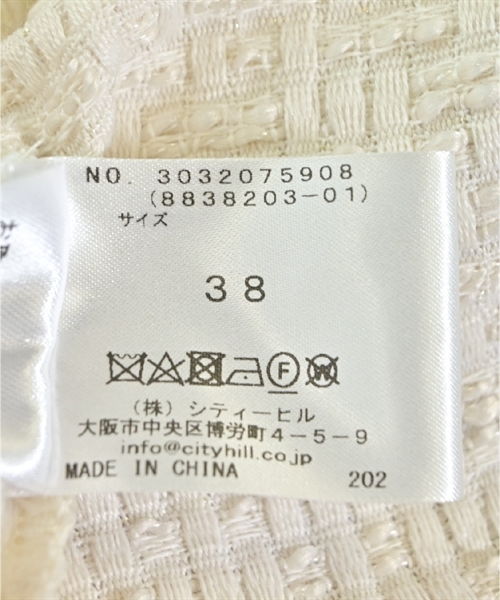 NO. 3032075908
(8838203-01)
サイズ
38
F
W
(株) シティーヒル
大阪市中央区博労町4-5-9
info@cityhill.co.jp
MADE IN CHINA
202